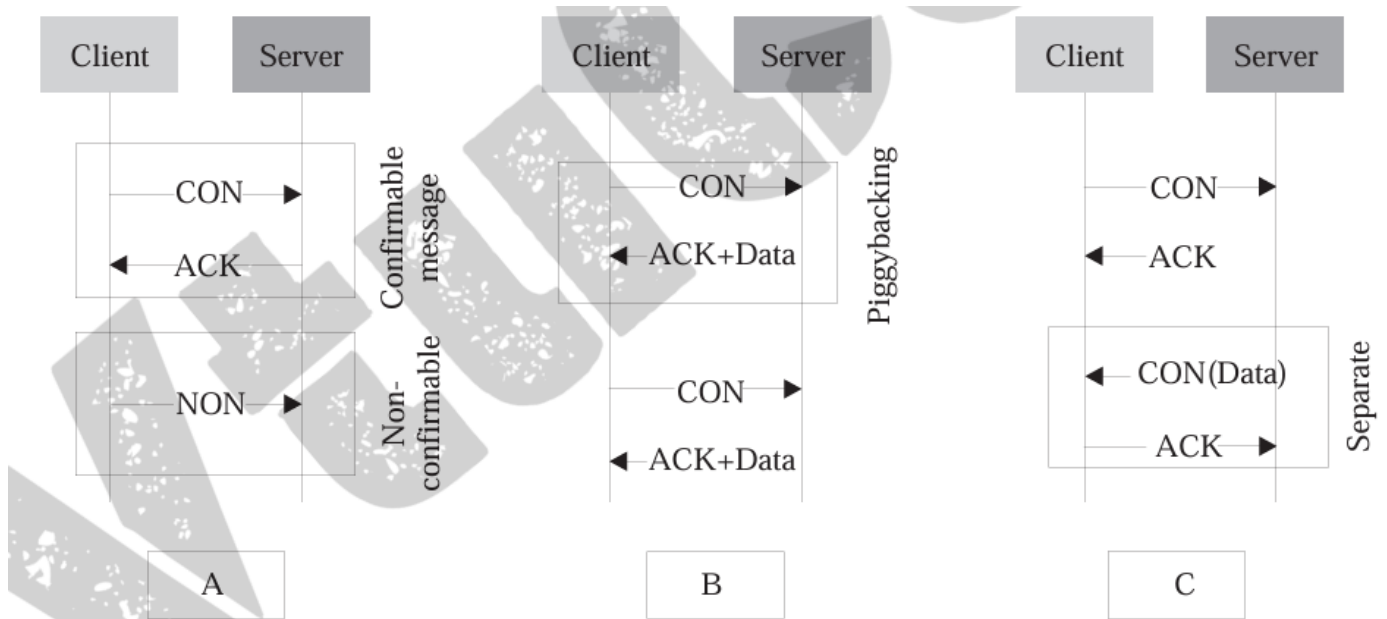 Client
Server
CON
ACK
Confirmable
message
NON
Non-
confirmable
A
Client
Server
CON
ACK+Data
Piggybacking
CON
ACK+Data
B
Client
Server
CON
ACK
CON(Data)
ACK
Separate
C